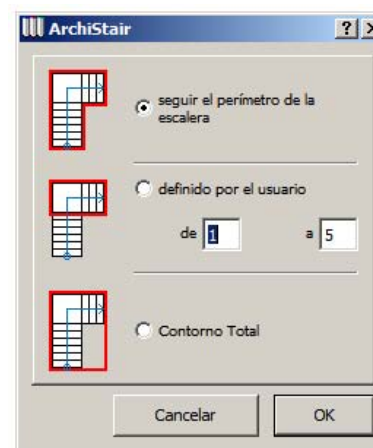 ArchiStair
seguir el perímetro de la
escalera
definido por el usuario
de 1 a 5
Contorno Total
Cancelar OK